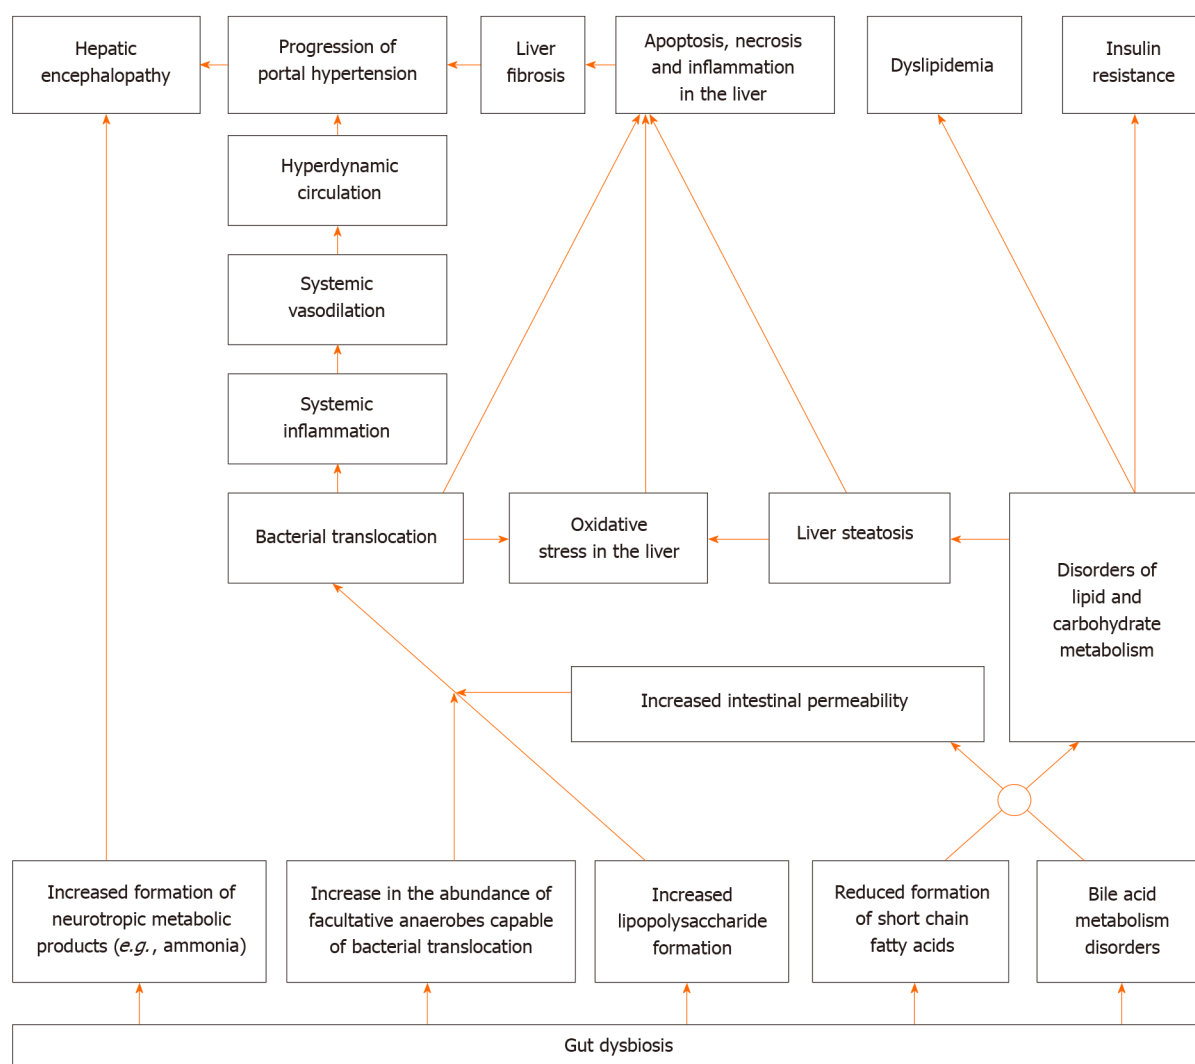 Hepatic
encephalopathy
Progression of
portal hypertension
Liver
fibrosis
Apoptosis, necrosis
and inflammation
in the liver
Dyslipidemia
Insulin
resistance
Hyperdynamic
circulation
Systemic
vasodilation
Systemic
inflammation
Bacterial translocation
Oxidative
stress in the liver
Liver steatosis
Disorders of
lipid and
carbohydrate
metabolism
Increased intestinal permeability
Increased formation of
neurotropic metabolic
products (e.g., ammonia)
Increase in the abundance of
facultative anaerobes capable
of bacterial translocation
Increased
lipopolysaccharide
formation
Reduced formation
of short chain
fatty acids
Bile acid
metabolism
disorders
Gut dysbiosis